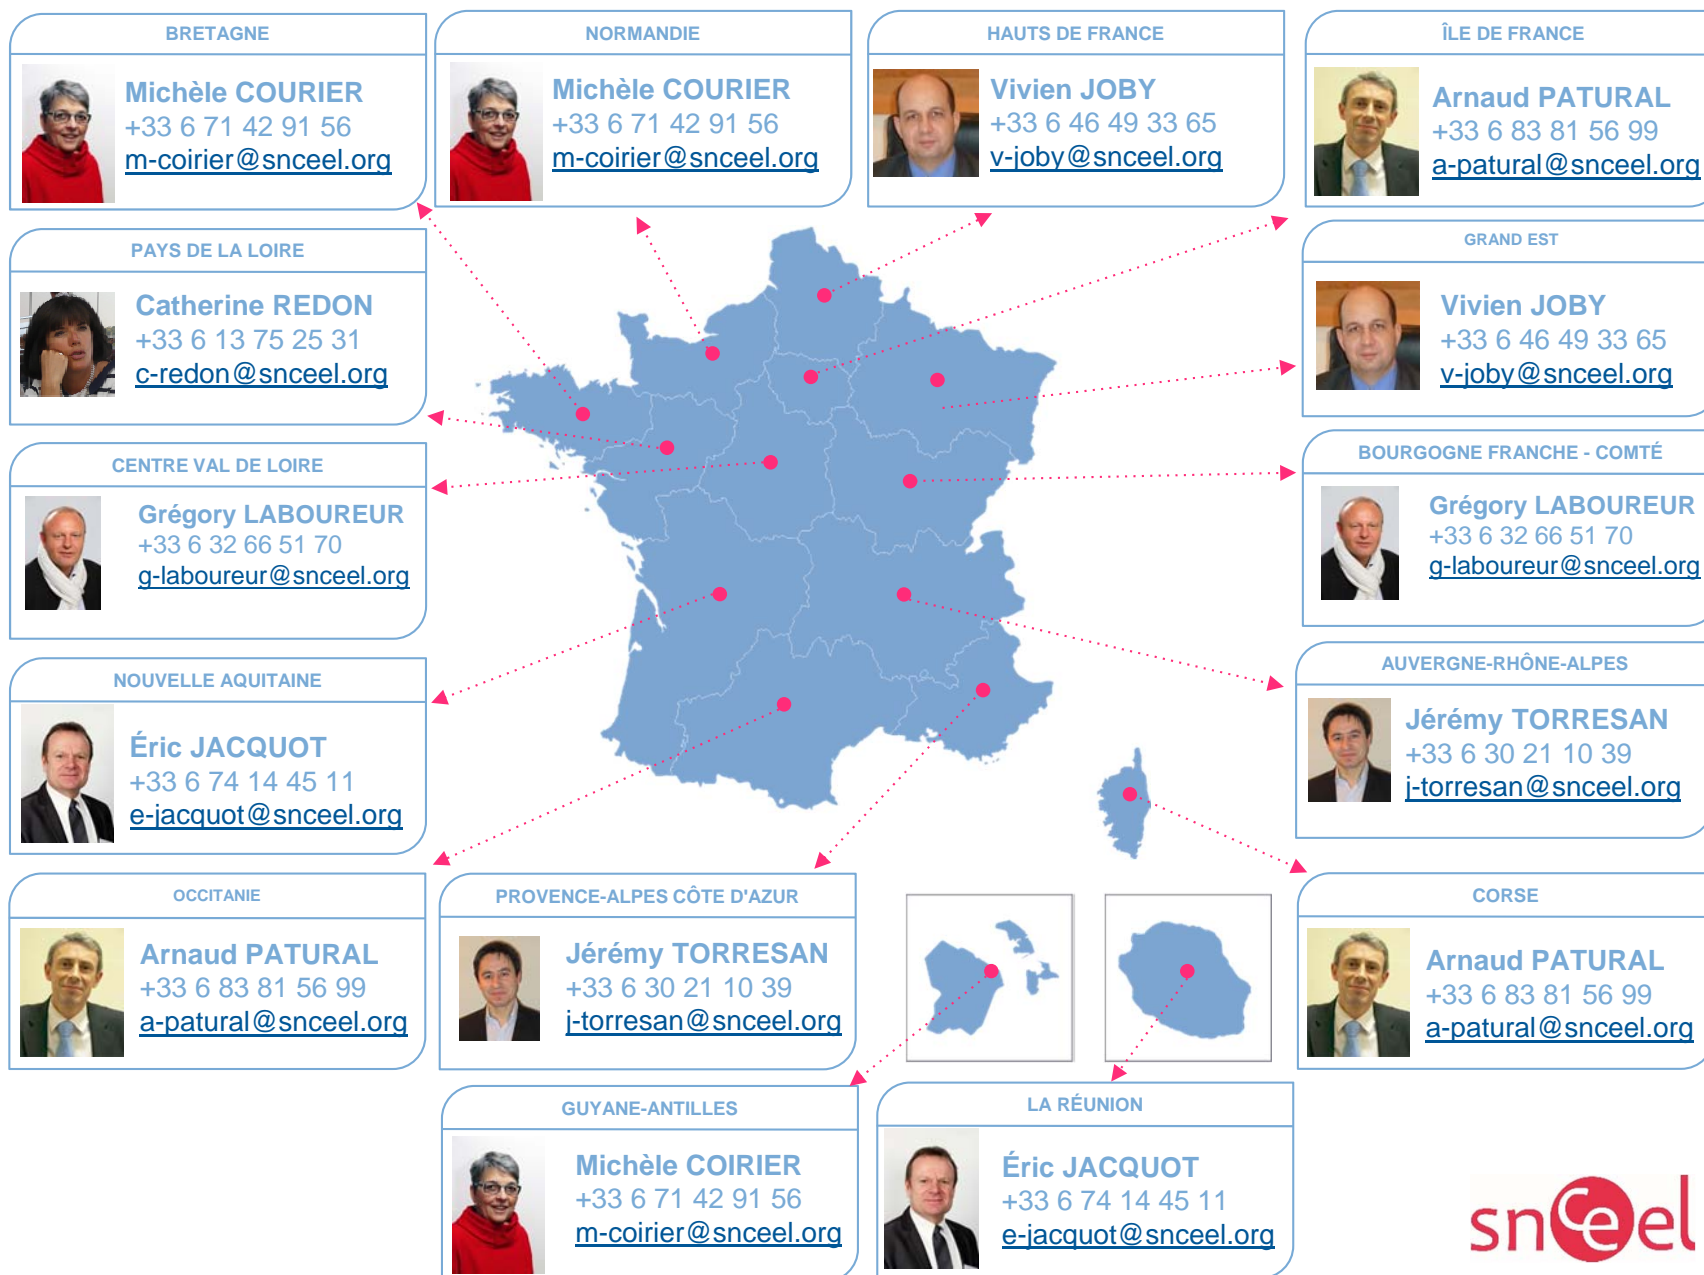 BRETAGNE
Michèle COURIER
+33 6 71 42 91 56
m-coirier@snceel.org
NORMANDIE
Michèle COURIER
+33 6 71 42 91 56
m-coirier@snceel.org
HAUTS DE FRANCE
Vivien JOBY
+33 6 46 49 33 65
v-joby@snceel.org
ÎLE DE FRANCE
Arnaud PATURAL
+33 6 83 81 56 99
a-patural@snceel.org
PAYS DE LA LOIRE
Catherine REDON
+33 6 13 75 25 31
c-redon@snceel.org
GRAND EST
Vivien JOBY
+33 6 46 49 33 65
v-joby@snceel.org
CENTRE VAL DE LOIRE
Grégory LABOUREUR
+33 6 32 66 51 70
g-laboureur@snceel.org
BOURGOGNE FRANCHE - COMTÉ
Grégory LABOUREUR
+33 6 32 66 51 70
g-laboureur@snceel.org
NOUVELLE AQUITAINE
Éric JACQUOT
+33 6 74 14 45 11
e-jacquot@snceel.org
AUVERGNE-RHÔNE-ALPES
Jérémy TORRESAN
+33 6 30 21 10 39
j-torresan@snceel.org
OCCITANIE
Arnaud PATURAL
+33 6 83 81 56 99
a-patural@snceel.org
PROVENCE-ALPES CÔTE D'AZUR
Jérémy TORRESAN
+33 6 30 21 10 39
j-torresan@snceel.org
CORSE
Arnaud PATURAL
+33 6 83 81 56 99
a-patural@snceel.org
GUYANE-ANTILLES
Michèle COIRIER
+33 6 71 42 91 56
m-coirier@snceel.org
LA RÉUNION
Éric JACQUOT
+33 6 74 14 45 11
e-jacquot@snceel.org
snceel